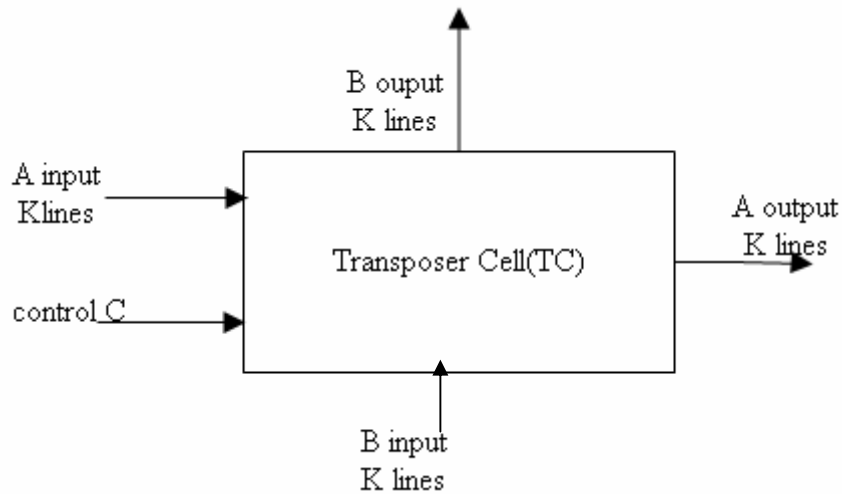 B ouput
K lines
A input
Klines
A output
K lines
Transposer Cell(TC)
control C
B input
K lines